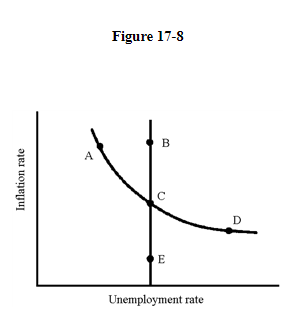 Figure 17-8
B
A
C
D
E
Inflation rate
Unemployment rate